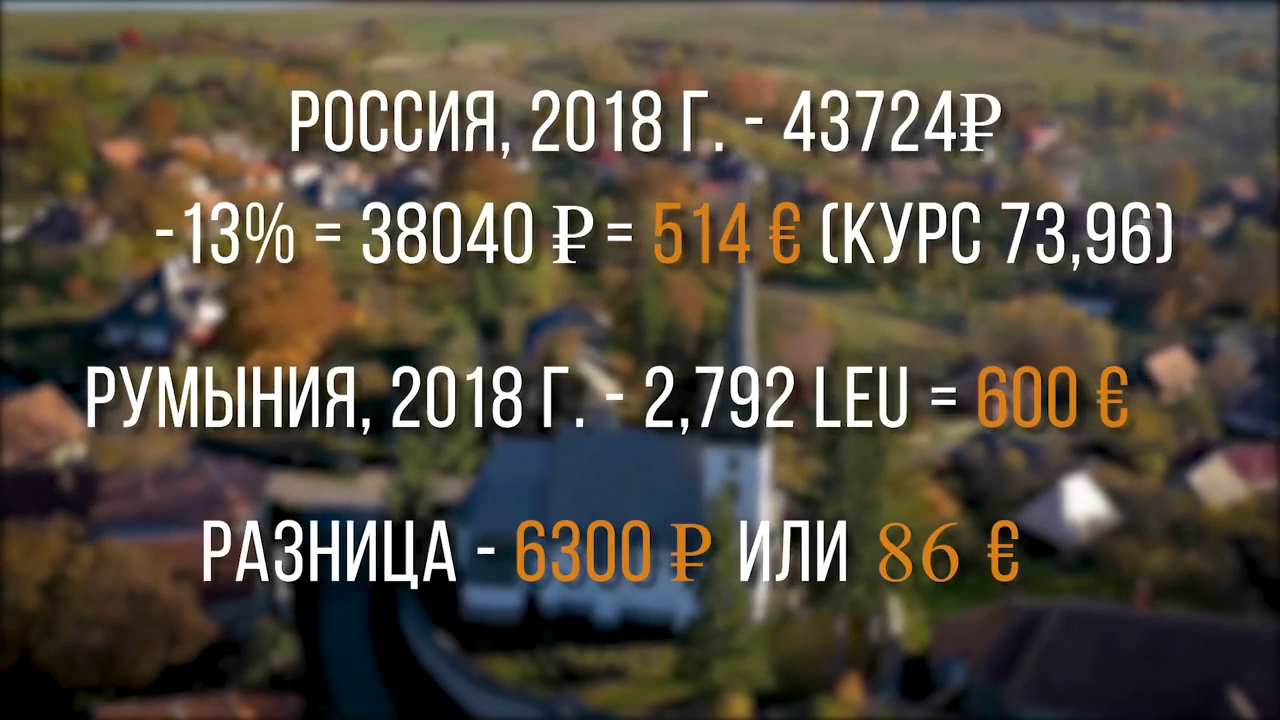 РОССИЯ, 2018 Г. - 43724₽
-13% = 38040 ₽ = 514 € (КУРС 73,96)
РУМЫНИЯ, 2018 Г. - 2,792 LEU = 600 €
РАЗНИЦА - 6300 ₽ ИЛИ 86 €